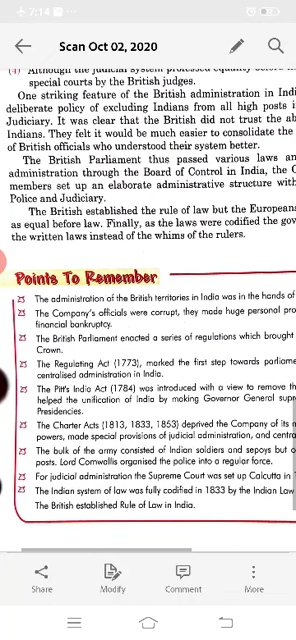 7:14
Scan Oct 02, 2020
special courts by the British judges.
One striking feature of the British administration in Indi
deliberate policy of excluding Indians from all high posts i
Judiciary. It was clear that the British did not trust the ab
Indians. They felt it would be much easier to consolidate the
of British officials who understood their system better.
The British Parliament thus passed various laws an
administration through the Board of Control in India, the C
members set up an elaborate administrative structure with
Police and Judiciary.
The British established the rule of law but the European
as equal before law. Finally, as the laws were codified the gov
the written laws instead of the whims of the rulers.
Points To Remember
The administration of the British territories in India was in the hands of
The Company's officials were corrupt, they made huge personal pro
financial bankruptcy.
The British Parliament enacted a series of regulations which brought
Crown.
The Regulating Act (1773), marked the first step towards parliame
centralised administration in India.
The Pitt's India Act (1784) was introduced with a view to remove th
helped the unification of India by making Governor General supr
Presidencies.
The Charter Acts (1813, 1833, 1853) deprived the Company of its
powers, made special provisions of judicial administration, and centra
The bulk of the army consisted of Indian soldiers and sepoys but o
posts. Lord Cornwallis organised the police into a regular force.
For judicial adjudication the Supreme Court was set up Calcutta in
The Indian system of law was fully codified in 1833 by the Indian Law
The British established Rule of Law in India.
Share Modify Comment More